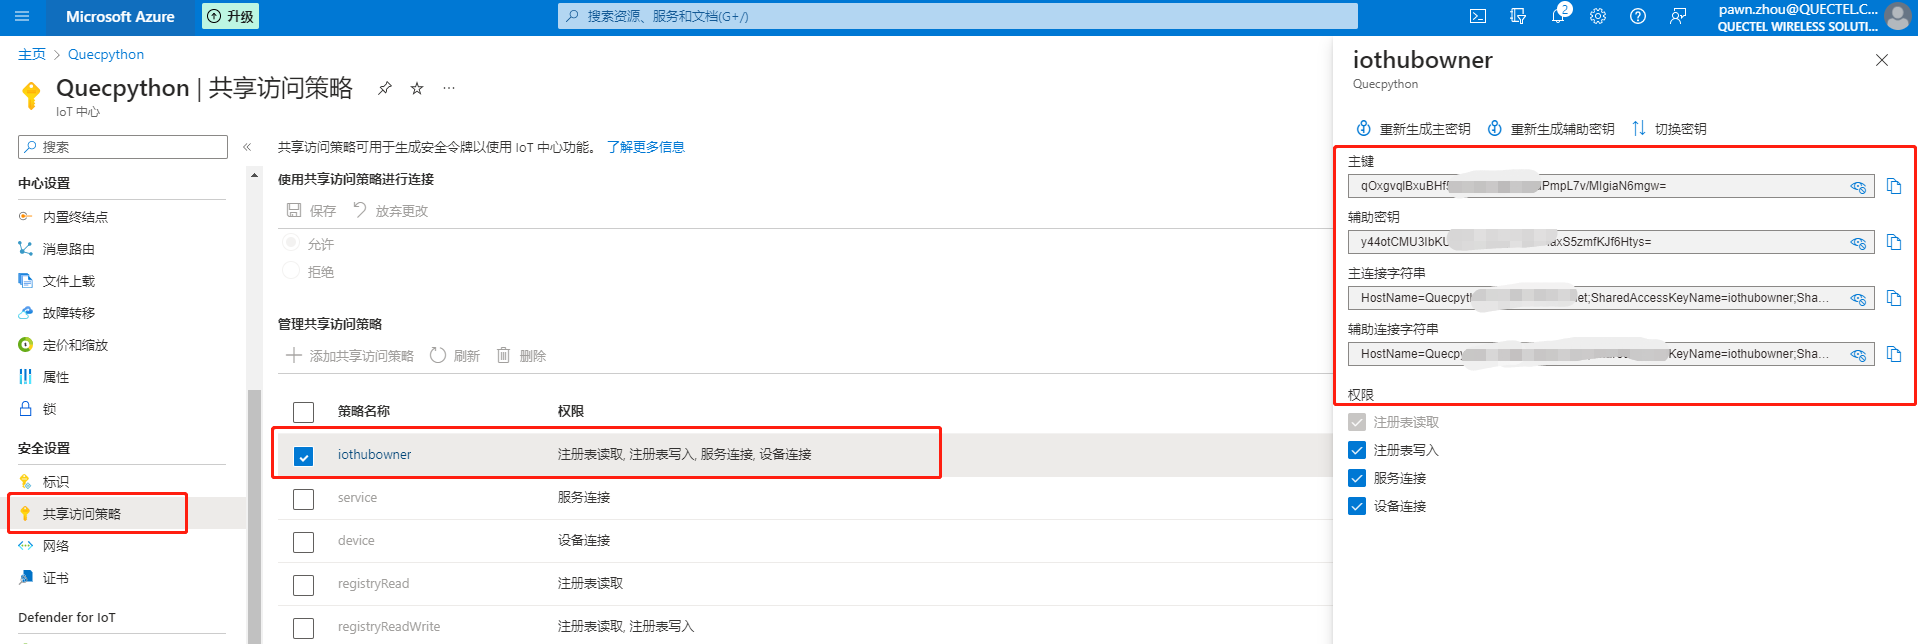 Microsoft Azure
升级
搜索资源、服务和文档(G+/)
2
pawn.zhou@QUECTEL.C...
QUECTEL WIRELESS SOLUTI...
主页 > Quecpython
Quecpython | 共享访问策略
IoT 中心
搜索
中心设置
内置终结点
消息路由
文件上载
故障转移
定价和缩放
属性
锁
安全设置
标识
共享访问策略
网络
证书
Defender for IoT
共享访问策略可用于生成安全令牌以使用 IoT 中心功能。 了解更多信息
使用共享访问策略进行连接
保存 放弃更改
允许
拒绝
管理共享访问策略
添加共享访问策略 刷新 删除
策略名称 权限
iothubowner 注册表读取, 注册表写入, 服务连接, 设备连接
service 服务连接
device 设备连接
registryRead 注册表读取
registryReadWrite 注册表读取, 注册表写入
iothubowner
Quecpython
重新生成主密钥 重新生成辅助密钥 切换密钥
主键
辅助密钥
主连接字符串
SharedAccessKeyName=iothubowner;Sha...
辅助连接字符串
KeyName=iothubowner;Sha...
权限
注册表读取
注册表写入
服务连接
设备连接